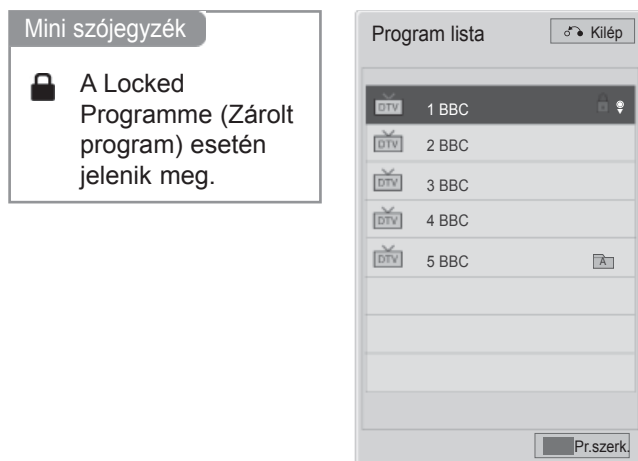 Mini szójegyzék
A Locked
Programme (Zárolt
program) esetén
jelenik meg.
Program lista
Kilép
DTV 1 BBC
DTV 2 BBC
DTV 3 BBC
DTV 4 BBC
DTV 5 BBC A
Pr.szerk.